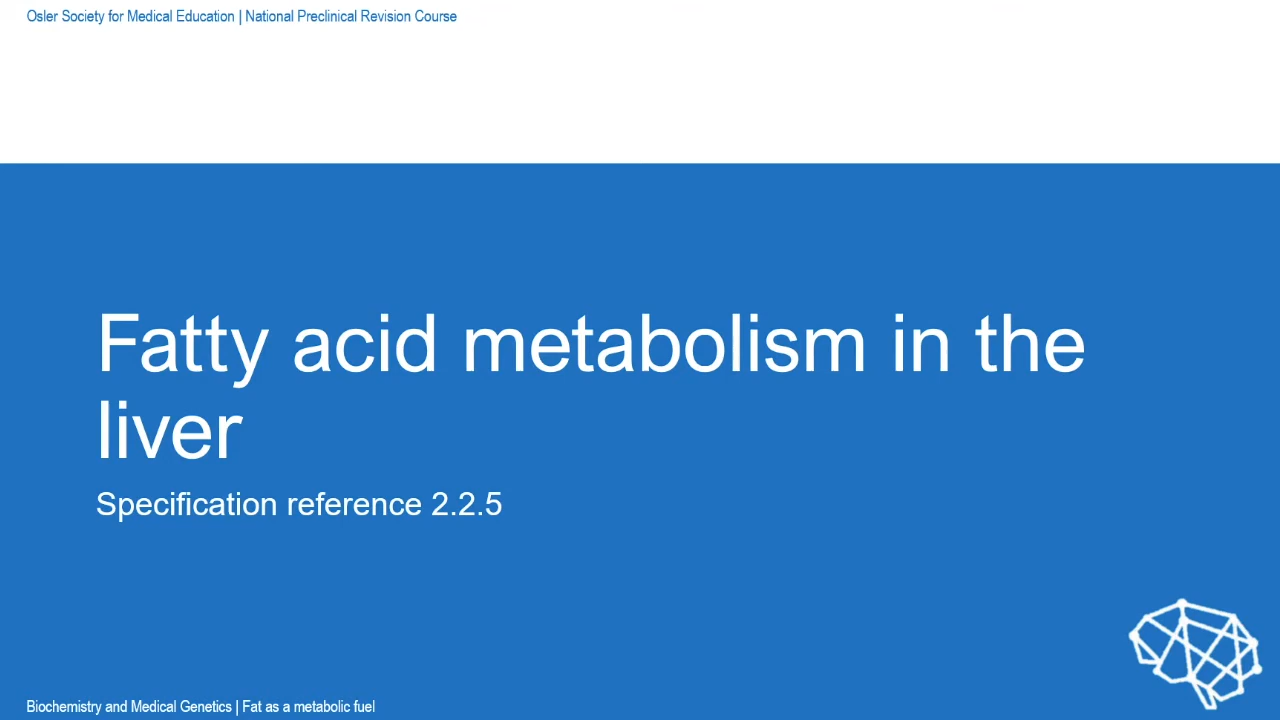 Osler Society for Medical Education | National Preclinical Revision Course
Fatty acid metabolism in the
liver
Specification reference 2.2.5
Biochemistry and Medical Genetics | Fat as a metabolic fuel